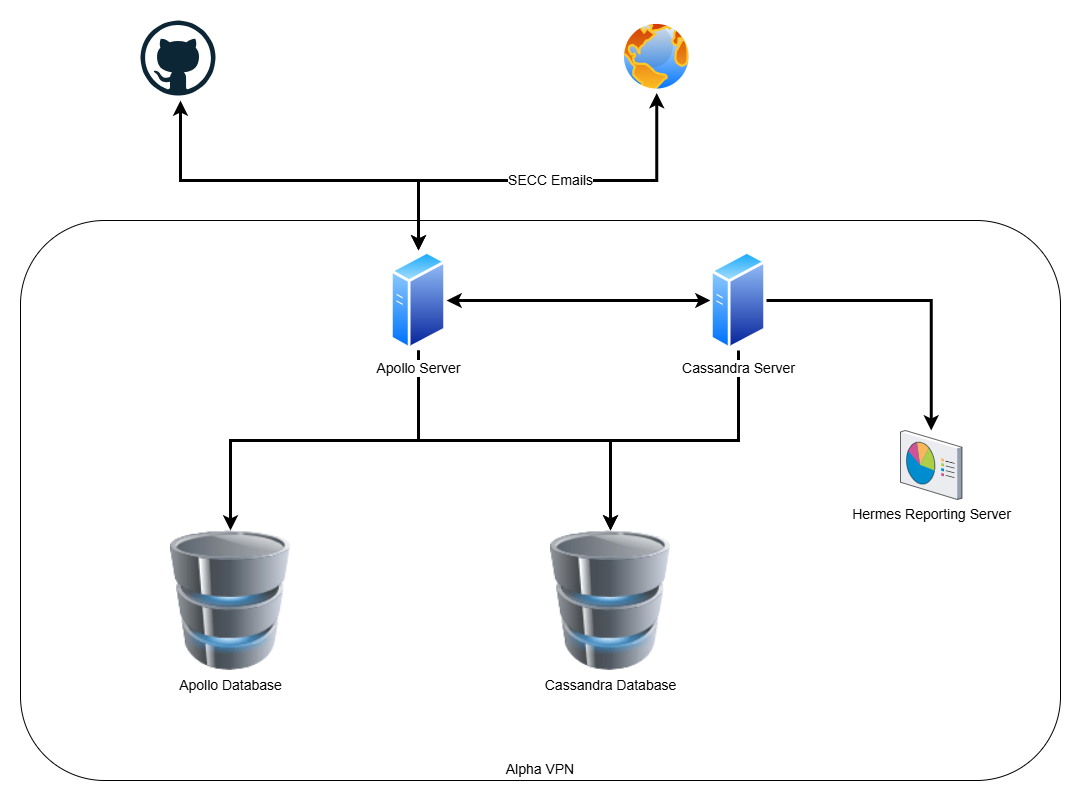 SECC Emails
Apollo Server
Cassandra Server
Hermes Reporting Server
Apollo Database
Cassandra Database
Alpha VPN